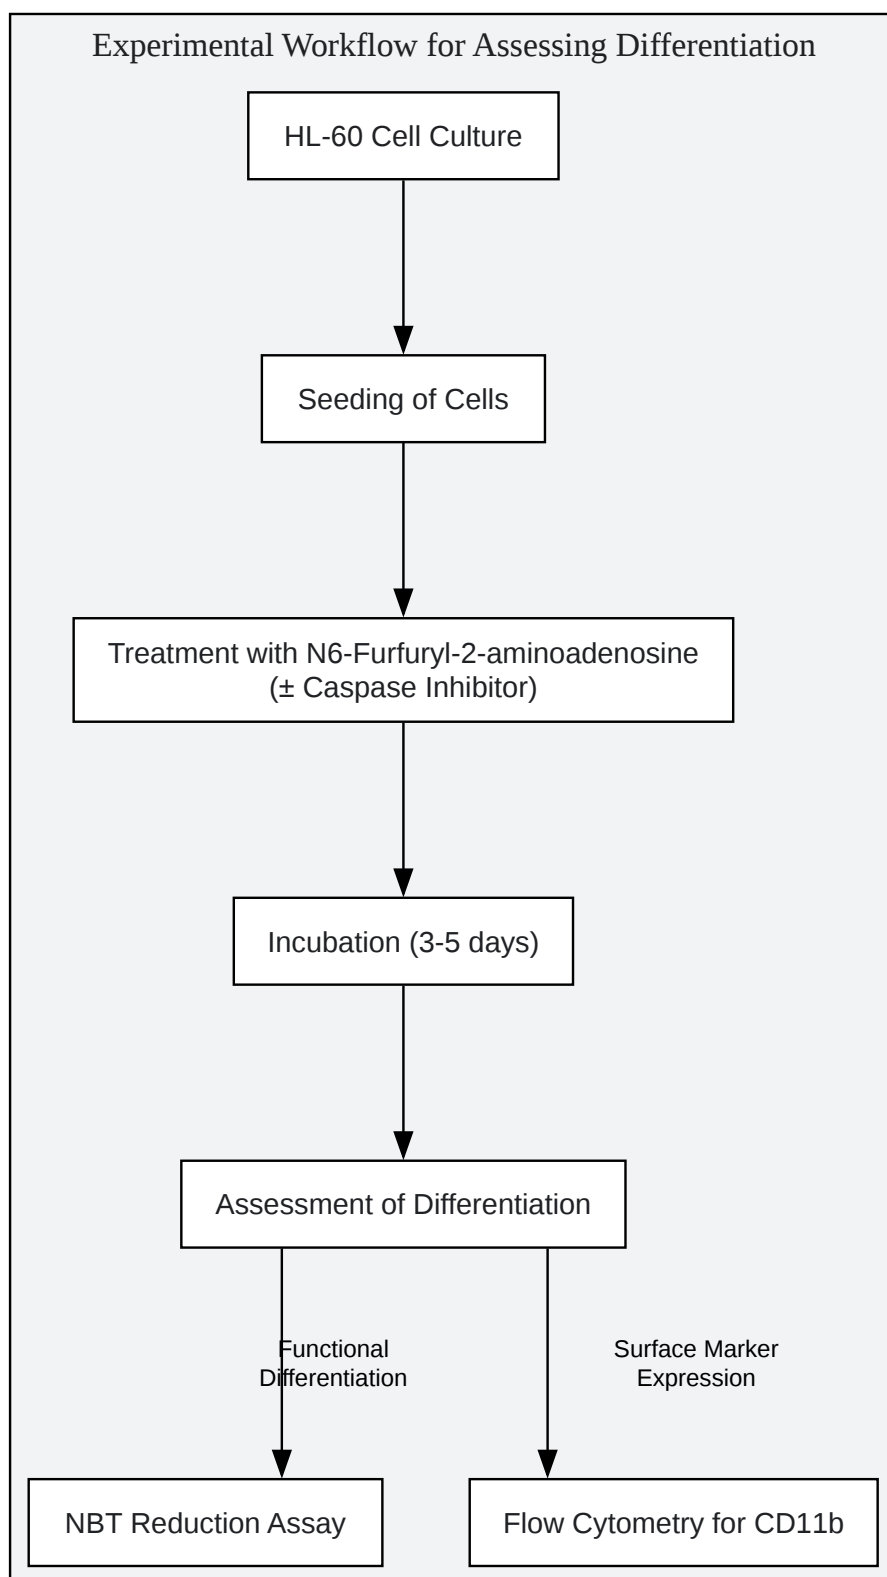 Experimental Workflow for Assessing Differentiation
HL-60 Cell Culture
Seeding of Cells
Treatment with N6-Furfuryl-2-aminoadenosine
(± Caspase Inhibitor)
Incubation (3-5 days)
Assessment of Differentiation
Functional
Differentiation
Surface Marker
Expression
NBT Reduction Assay
Flow Cytometry for CD11b